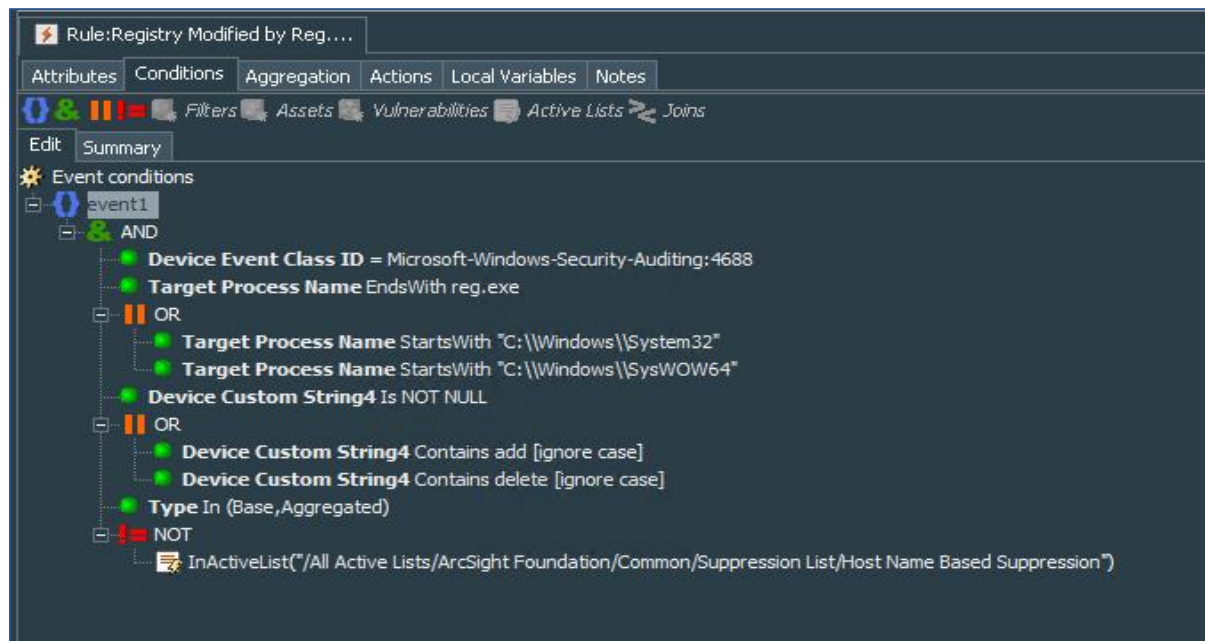 Rule:Registry Modified by Reg....
Attributes Conditions Aggregation Actions Local Variables Notes
{} & != Filters Assets Vulnerabilities Active Lists Joins
Edit Summary
Event conditions
event1
& AND
Device Event Class ID = Microsoft-Windows-Security-Auditing:4688
Target Process Name EndsWith reg.exe
OR
Target Process Name StartsWith "C:\\Windows\\System32"
Target Process Name StartsWith "C:\\Windows\\SysWOW64"
Device Custom String4 Is NOT NULL
OR
Device Custom String4 Contains add [ignore case]
Device Custom String4 Contains delete [ignore case]
Type In (Base,Aggregated)
!= NOT
InActiveList("/All Active Lists/ArcSight Foundation/Common/Suppression List/Host Name Based Suppression")